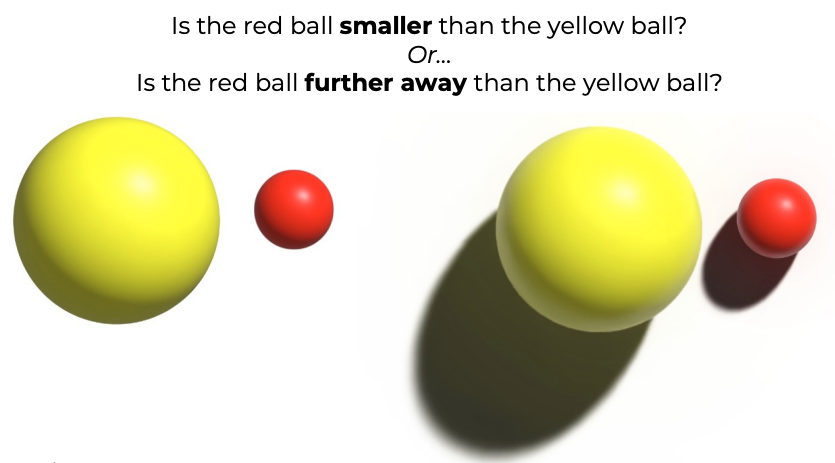 Is the red ball smaller than the yellow ball?
Or...
Is the red ball further away than the yellow ball?